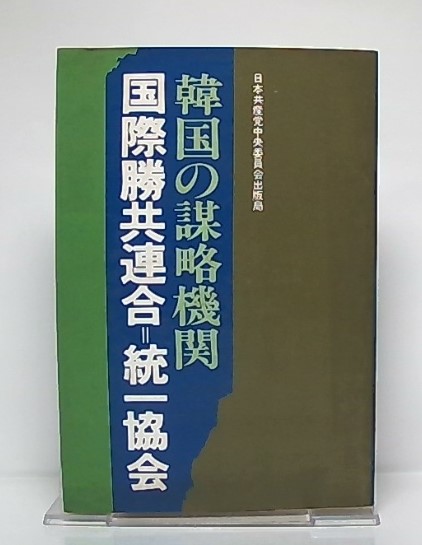 日本共産党中央委員会出版局
韓国の謀略機関
国際勝共連合=統一協会